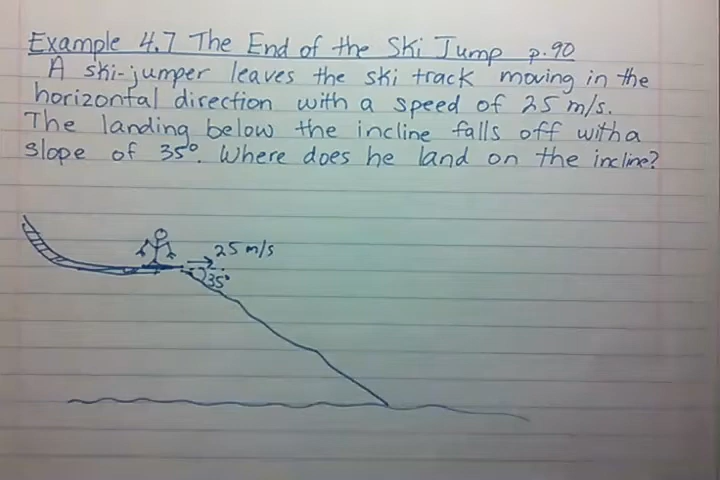 Example 4.7 The End of the Ski Jump p.90
A ski-jumper leaves the ski track moving in the
horizontal direction with a speed of 25 m/s.
The landing below the incline falls off with a
slope of 35°. Where does he land on the incline?
25 m/s
35°